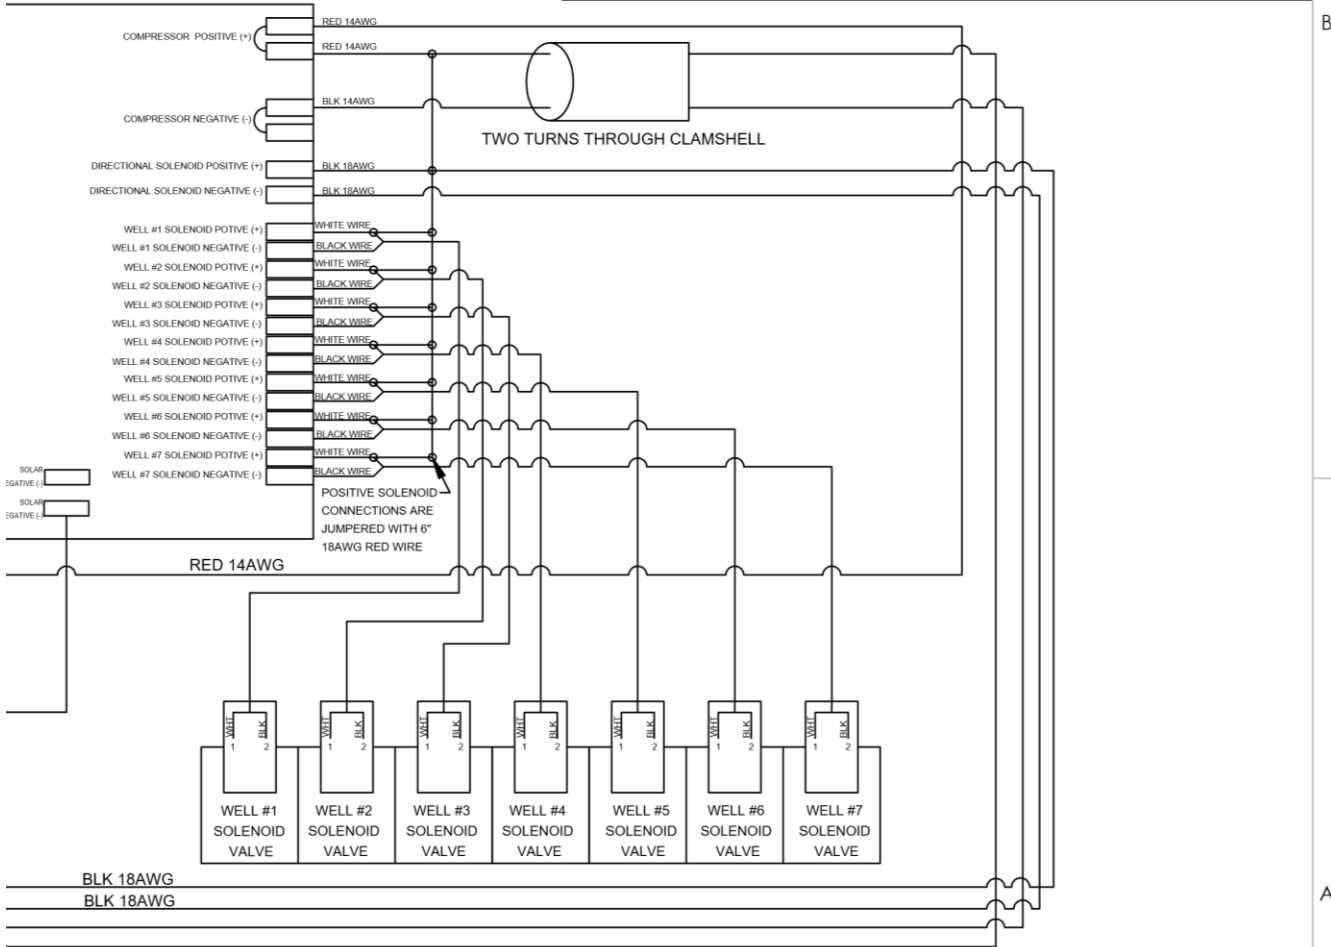 B
RED 14AWG
COMPRESSOR POSITIVE (+)
RED 14AWG
BLK 14AWG
COMPRESSOR NEGATIVE (-)
TWO TURNS THROUGH CLAMSHELL
DIRECTIONAL SOLENOID POSITIVE (+)
BLK 18AWG
DIRECTIONAL SOLENOID NEGATIVE (-)
BLK 18AWG
WELL #1 SOLENOID POTIVE (+)
WHITE WIRE
WELL #1 SOLENOID NEGATIVE (-)
BLACK WIRE
WELL #2 SOLENOID POTIVE (+)
WHITE WIRE
WELL #2 SOLENOID NEGATIVE (-)
BLACK WIRE
WELL #3 SOLENOID POTIVE (+)
WHITE WIRE
WELL #3 SOLENOID NEGATIVE (-)
BLACK WIRE
WELL #4 SOLENOID POTIVE (+)
WHITE WIRE
WELL #4 SOLENOID NEGATIVE (-)
BLACK WIRE
WELL #5 SOLENOID POTIVE (+)
WHITE WIRE
WELL #5 SOLENOID NEGATIVE (-)
BLACK WIRE
WELL #6 SOLENOID POTIVE (+)
WHITE WIRE
WELL #6 SOLENOID NEGATIVE (-)
BLACK WIRE
WELL #7 SOLENOID POTIVE (+)
WHITE WIRE
WELL #7 SOLENOID NEGATIVE (-)
BLACK WIRE
SOLAR
EGATIVE (-)
SOLAR
EGATIVE (-)
POSITIVE SOLENOID
CONNECTIONS ARE
JUMPERED WITH 6"
18AWG RED WIRE
RED 14AWG
WHT BLK
1 2
WELL #1
SOLENOID
VALVE
WHT BLK
1 2
WELL #2
SOLENOID
VALVE
WHT BLK
1 2
WELL #3
SOLENOID
VALVE
WHT BLK
1 2
WELL #4
SOLENOID
VALVE
WHT BLK
1 2
WELL #5
SOLENOID
VALVE
WHT BLK
1 2
WELL #6
SOLENOID
VALVE
WHT BLK
1 2
WELL #7
SOLENOID
VALVE
BLK 18AWG
BLK 18AWG
A